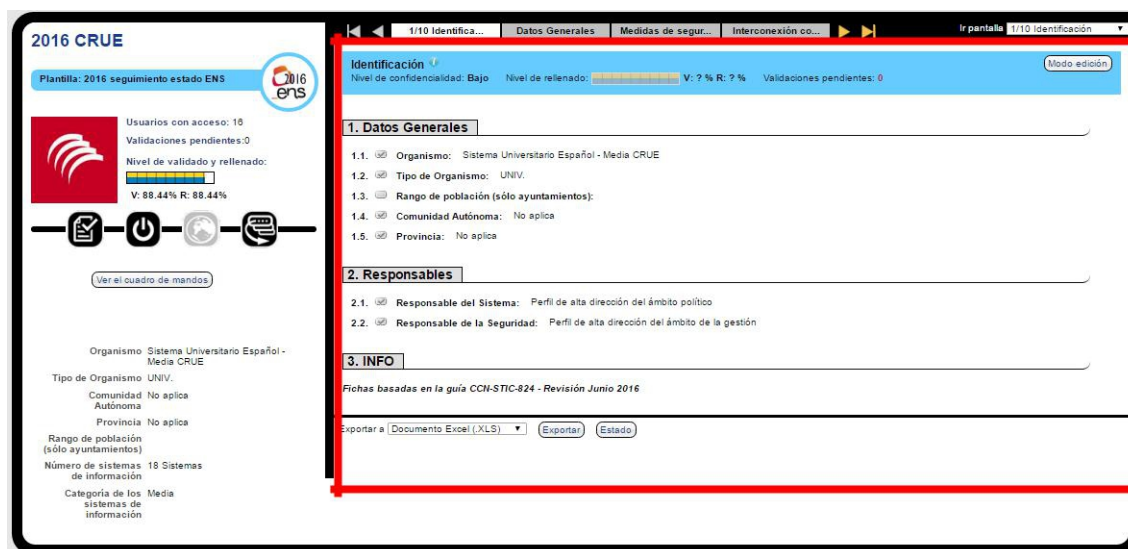 2016 CRUE
Plantilla: 2016 seguimiento estado ENS
2016
ens
Usuarios con acceso: 16
Validaciones pendientes:0
Nivel de validado y rellenado:
V: 88.44% R: 88.44%
Ver el cuadro de mandos
Organismo Sistema Universitario Español -
Media CRUE
Tipo de Organismo UNIV.
Comunidad No aplica
Autónoma
Provincia No aplica
Rango de población
(sólo ayuntamientos)
Número de sistemas 18 Sistemas
de información
Categoría de los Media
sistemas de
información
1/10 Identifica... Datos Generales Medidas de segur... Interconexión co... Ir pantalla 1/10 Identificación
Identificación
Modo edición
Nivel de confidencialidad: Bajo Nivel de rellenado: V: ? % R: ? % Validaciones pendientes: 0
1. Datos Generales
1.1. Organismo: Sistema Universitario Español - Media CRUE
1.2. Tipo de Organismo: UNIV.
1.3. Rango de población (sólo ayuntamientos):
1.4. Comunidad Autónoma: No aplica
1.5. Provincia: No aplica
2. Responsables
2.1. Responsable del Sistema: Perfil de alta dirección del ámbito político
2.2. Responsable de la Seguridad: Perfil de alta dirección del ámbito de la gestión
3. INFO
Fichas basadas en la guía CCN-STIC-824 - Revisión Junio 2016
Exportar a Documento Excel (.XLS) Exportar Estado